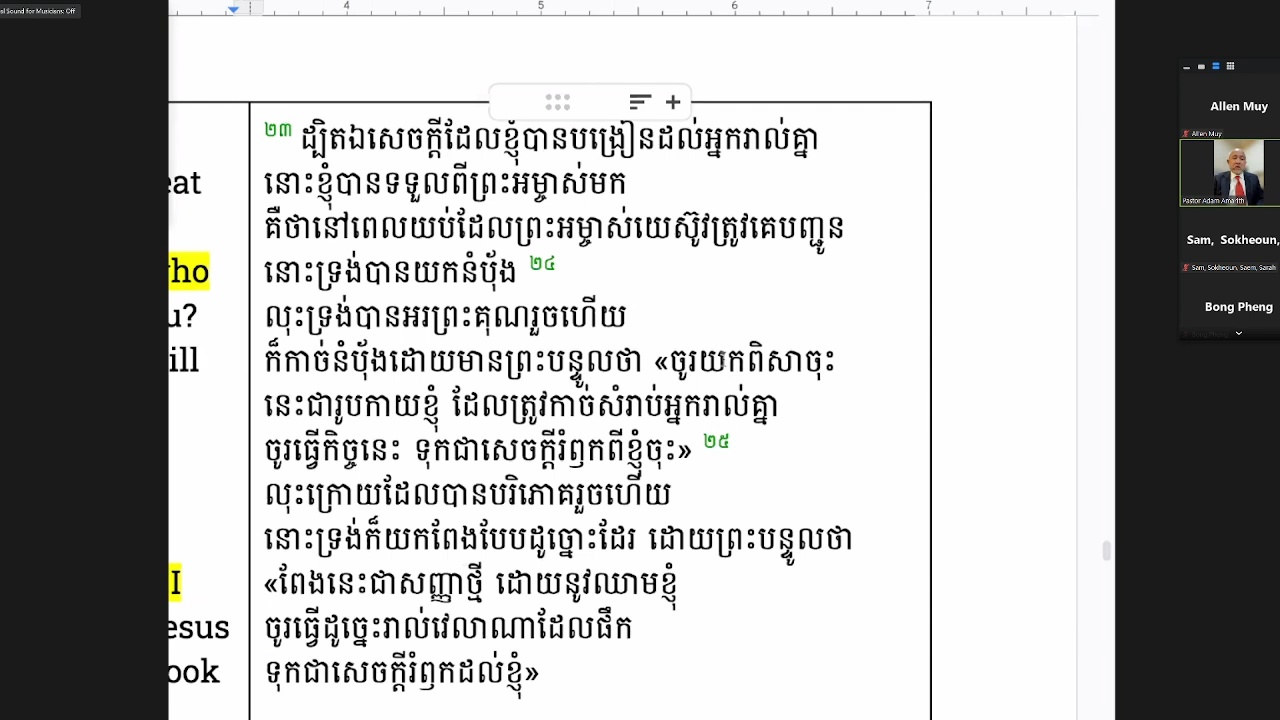 al Sound for Musicians: Off
4 5 6 7
eat
who
u?
ill
I
esus
ook
២៣ ដ្បិតឯសេចក្ដីដែលខ្ញុំបានបង្រៀនដល់អ្នករាល់គ្នា
នោះខ្ញុំបានទទួលពីព្រះអម្ចាស់មក
គឺថានៅពេលយប់ដែលព្រះអម្ចាស់យេស៊ូវត្រូវគេបញ្ជូន
នោះទ្រង់បានយកនំបុ័ង ២៤
លុះទ្រង់បានអរព្រះគុណរួចហើយ
ក៏កាច់នំបុ័ងដោយមានព្រះបន្ទូលថា «ចូរយកពិសាចុះ
នេះជារូបកាយខ្ញុំ ដែលត្រូវកាច់សំរាប់អ្នករាល់គ្នា
ចូរធ្វើកិច្ចនេះ ទុកជាសេចក្ដីរំឭកពីខ្ញុំចុះ» ២៥
លុះក្រោយដែលបានបរិភោគរួចហើយ
នោះទ្រង់ក៏យកពែងបែបដូច្នោះដែរ ដោយព្រះបន្ទូលថា
«ពែងនេះជាសញ្ញាថ្មី ដោយនូវឈាមខ្ញុំ
ចូរធ្វើដូច្នេះរាល់វេលាណាដែលផឹក
ទុកជាសេចក្ដីរំឭកដល់ខ្ញុំ»
Allen Muy
Allen Muy
Pastor Adam Amarith
Sam, Sokheoun,
Sam, Sokheoun, Saem, Sarah
Bong Pheng